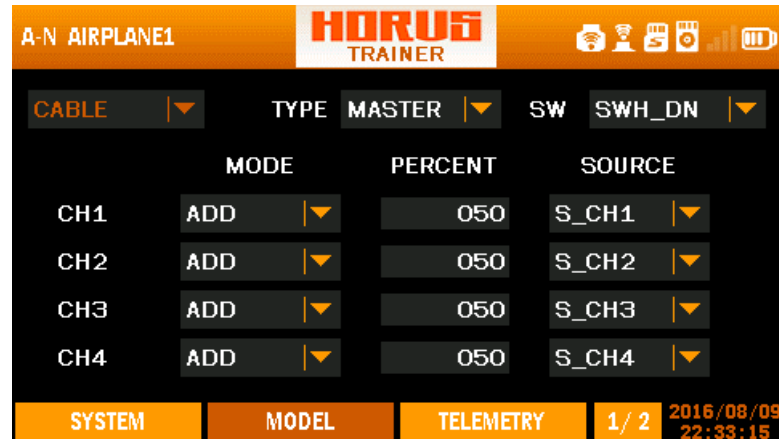 A-N AIRPLANE1 HORUS
TRAINER
CABLE TYPE MASTER SW SWH_DN
MODE PERCENT SOURCE
CH1 ADD 050 S_CH1
CH2 ADD 050 S_CH2
CH3 ADD 050 S_CH3
CH4 ADD 050 S_CH4
SYSTEM MODEL TELEMETRY 1/2 2016/08/09
22:33:15